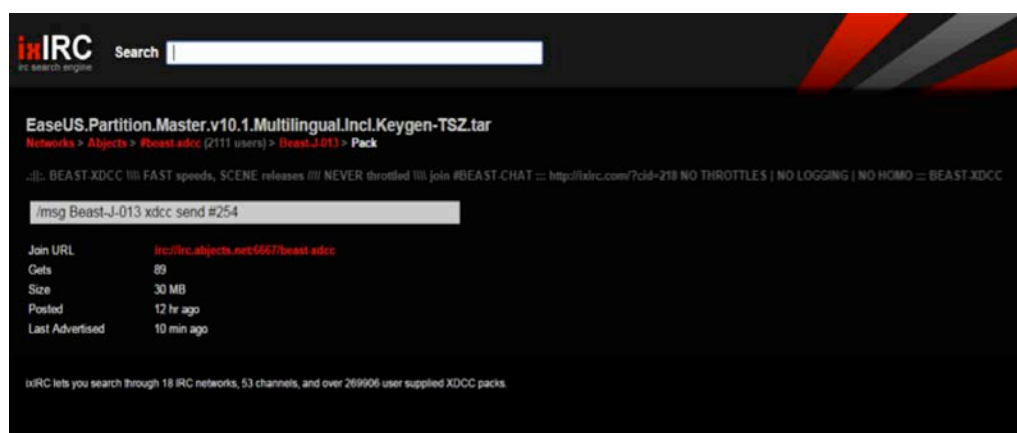 ixIRC
irc search engine
Search
EaseUS.Partition.Master.v10.1.Multilingual.Incl.Keygen-TSZ.tar
Networks > Abjects > #beast-xdcc (2111 users) > Beast-J-013 > Pack
.:||:. BEAST-XDCC \\\\ FAST speeds, SCENE releases //// NEVER throttled \\\\ join #BEAST-CHAT ::: http://ixirc.com/?cid=218 NO THROTTLES | NO LOGGING | NO HOMO ::: BEAST-XDCC
/msg Beast-J-013 xdcc send #254
Join URL irc://irc.abjects.net:6667/beast-xdcc
Gets 89
Size 30 MB
Posted 12 hr ago
Last Advertised 10 min ago
ixIRC lets you search through 18 IRC networks, 53 channels, and over 269906 user supplied XDCC packs.